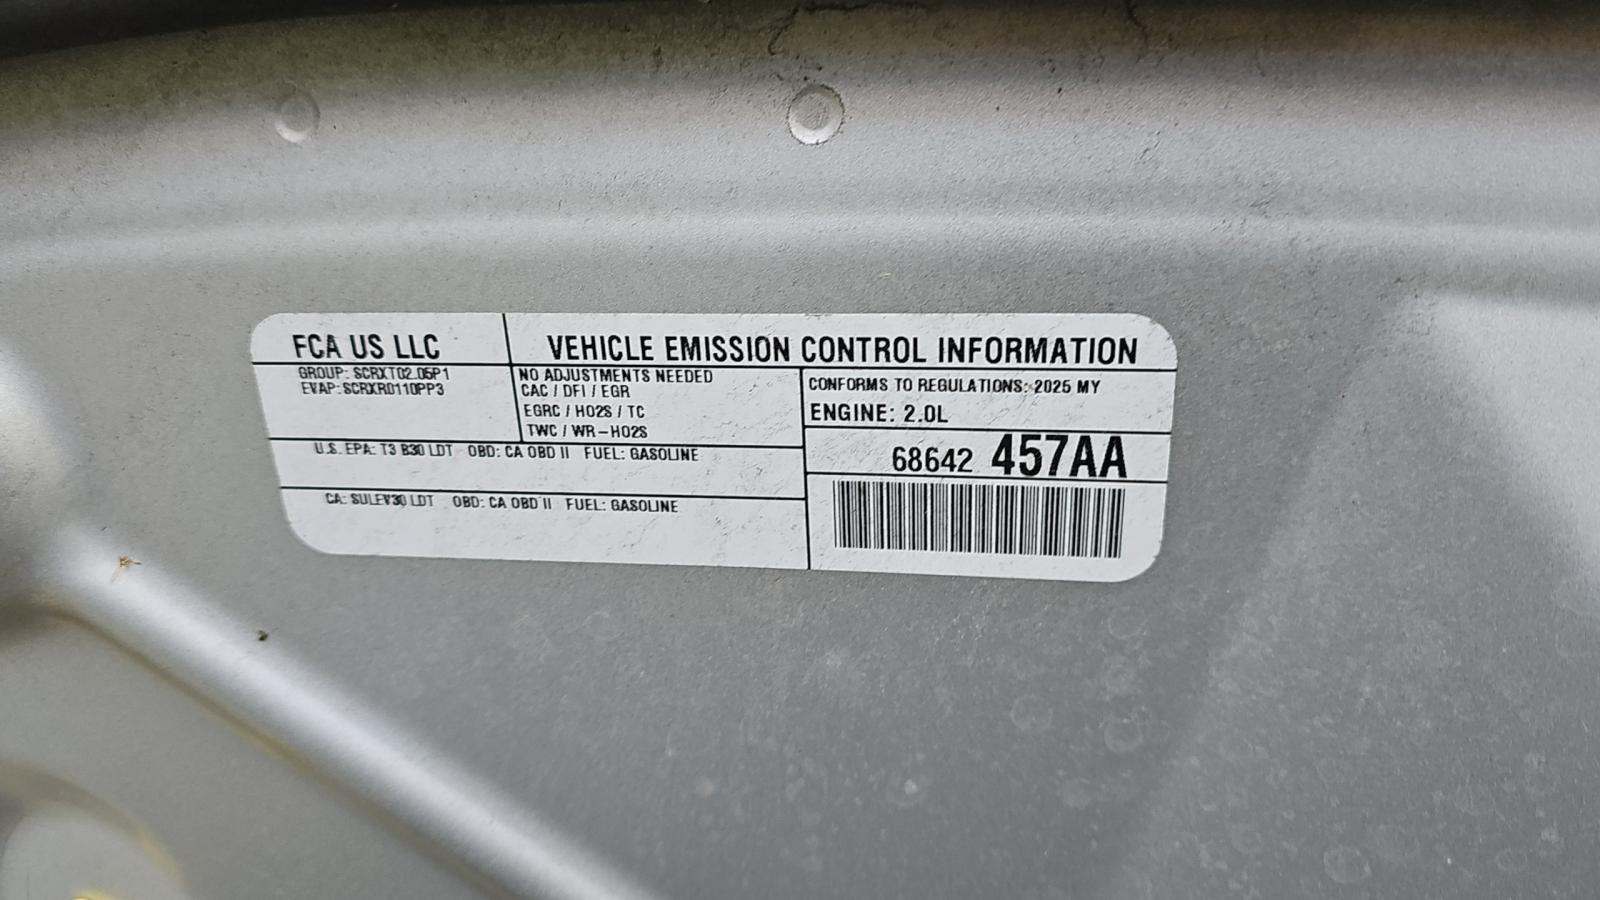 FCA US LLC
VEHICLE EMISSION CONTROL INFORMATION
GROUP: SCRXT02.05P1
EVAP: SCRXR0110PP3
NO ADJUSTMENTS NEEDED
CAC / DFI / EGR
EGRC / HO2S / TC
TWC / WR-HO2S
CONFORMS TO REGULATIONS: 2025 MY
ENGINE: 2.0L
U.S. EPA: T3 B30 LDT OBD: CA OBD II FUEL: GASOLINE
CA: SULEV30 LDT OBD: CA OBD II FUEL: GASOLINE
68642 457AA